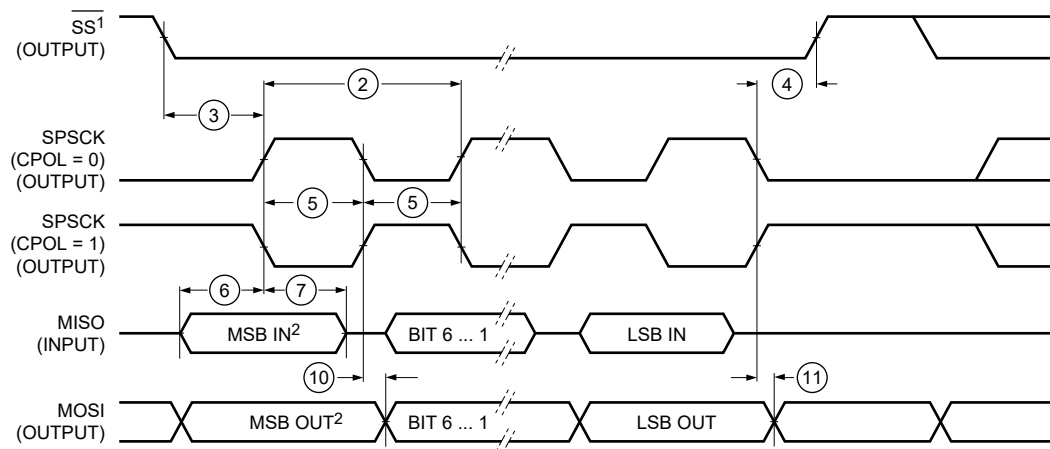 SS¹
(OUTPUT)
2
3
4
SPSCK
(CPOL = 0)
(OUTPUT)
5
5
SPSCK
(CPOL = 1)
(OUTPUT)
6
7
MISO
(INPUT)
MSB IN²
BIT 6 ... 1
LSB IN
10
11
MOSI
(OUTPUT)
MSB OUT²
BIT 6 ... 1
LSB OUT